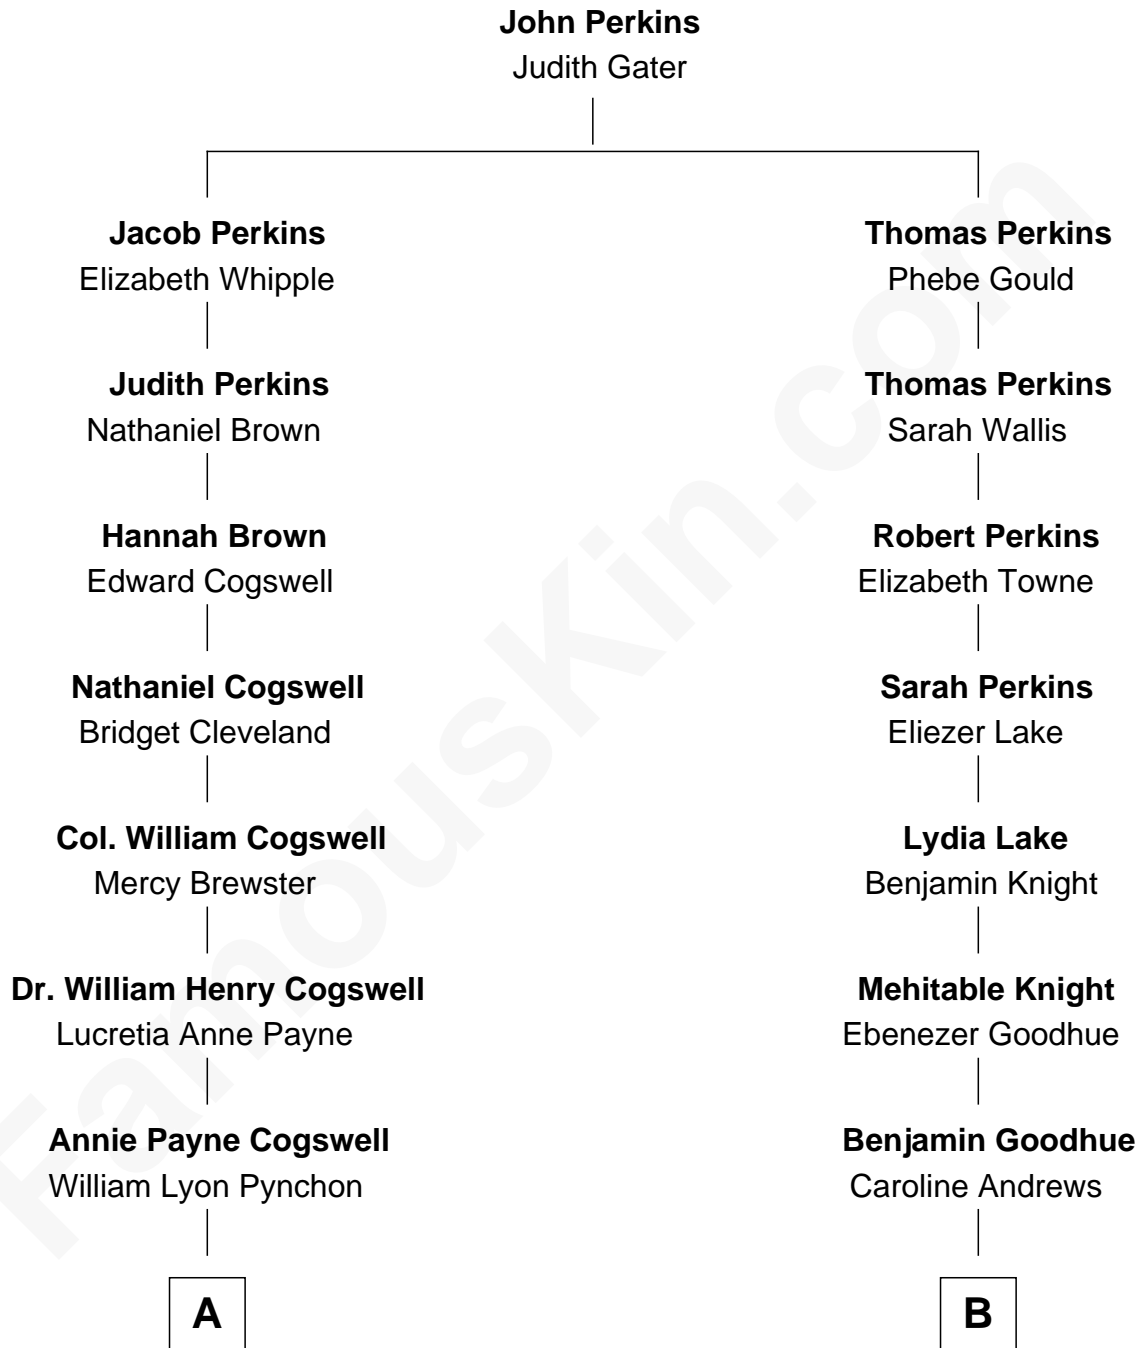 John Perkins
Judith Gater
Jacob Perkins
Elizabeth Whipple
Thomas Perkins
Phebe Gould
Judith Perkins
Nathaniel Brown
Thomas Perkins
Sarah Wallis
Hannah Brown
Edward Cogswell
Robert Perkins
Elizabeth Towne
Nathaniel Cogswell
Bridget Cleveland
Sarah Perkins
Eliezer Lake
Col. William Cogswell
Mercy Brewster
Lydia Lake
Benjamin Knight
Dr. William Henry Cogswell
Lucretia Anne Payne
Mehitable Knight
Ebenezer Goodhue
Annie Payne Cogswell
William Lyon Pynchon
Benjamin Goodhue
Caroline Andrews
A
B
FamousKin.com